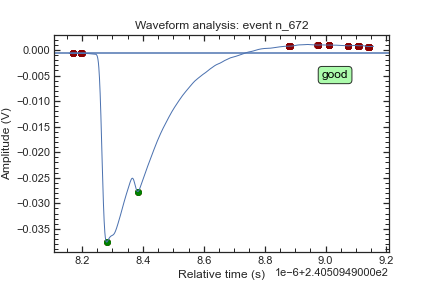 Waveform analysis: event n_672
Amplitude (V)
0.000
−0.005
−0.010
−0.015
−0.020
−0.025
−0.030
−0.035
good
8.2 8.4 8.6 8.8 9.0 9.2
Relative time (s) 1e−6+2.4050949000e2